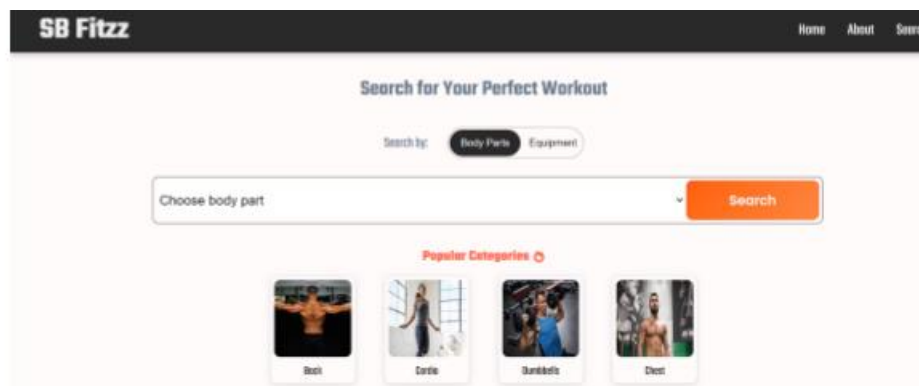 SB Fitzz
Home About
Search for Your Perfect Workout
Search by: Body Parts Equipment
Choose body part
Search
Popular Categories
Back Cardio Dumbbells Chest